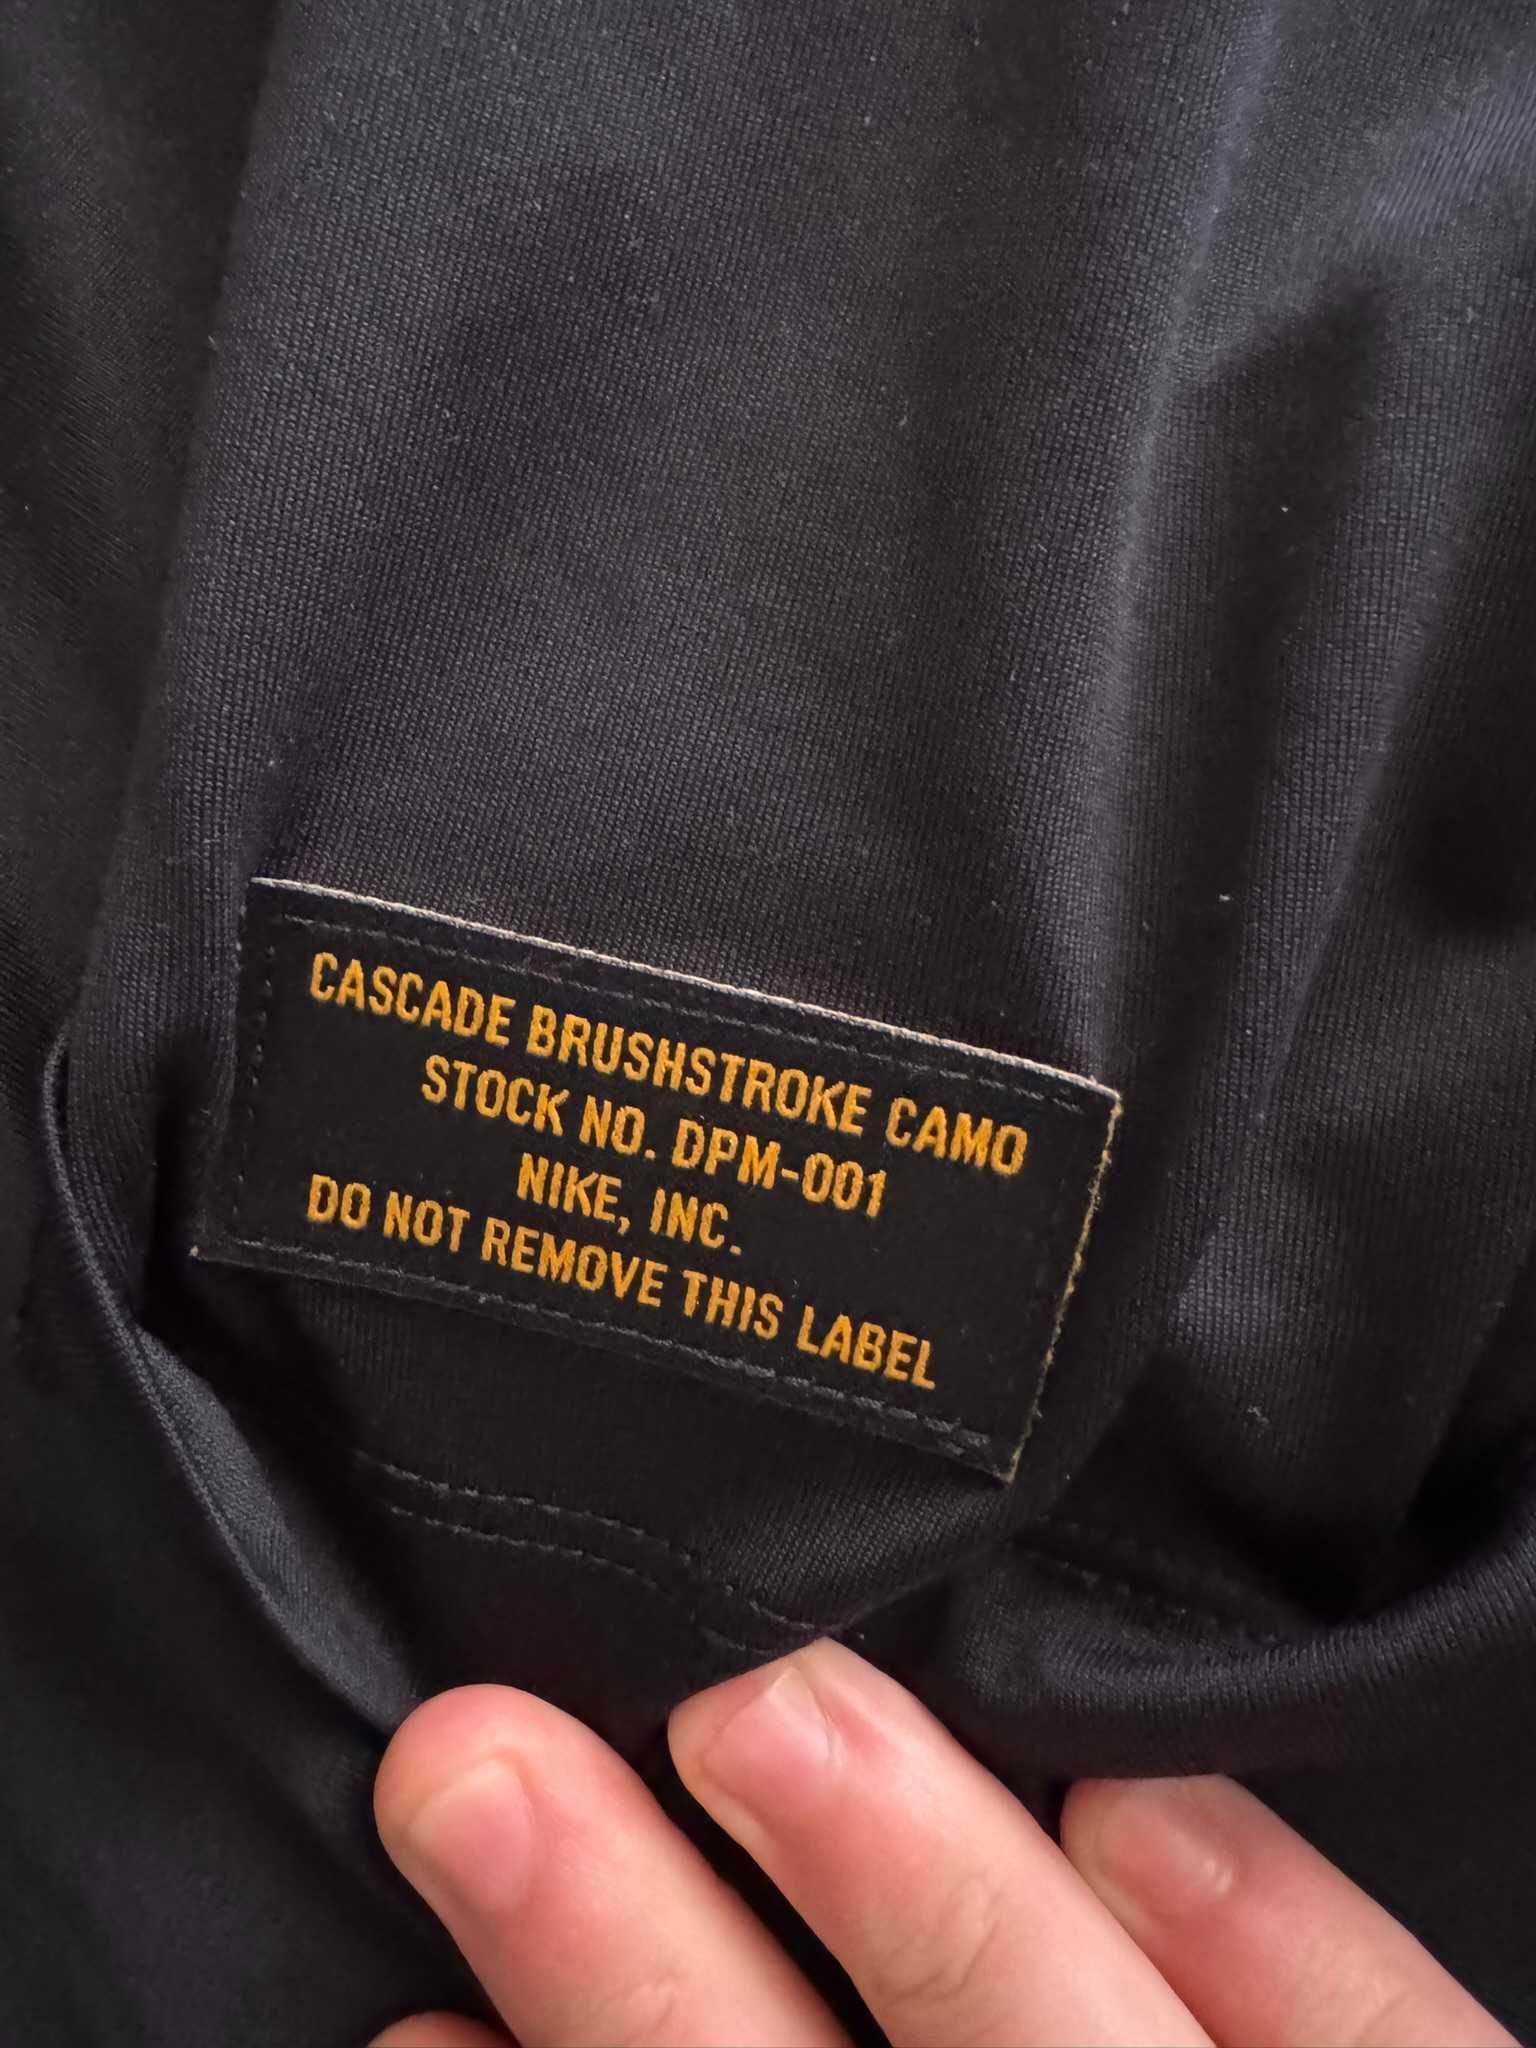 CASCADE BRUSHSTROKE CAMO
STOCK NO. DPM-001
NIKE, INC.
DO NOT REMOVE THIS LABEL